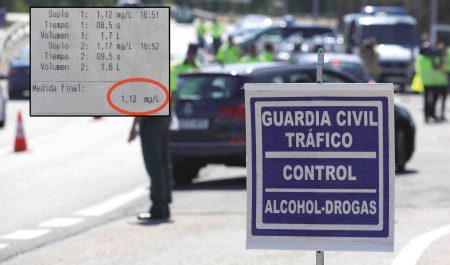 Soplo 1: 1,12 mg/L 16:51
Tiempo 1: 08,5 s
Volumen 1: 1,7 L
Soplo 2: 1,17 mg/L 16:52
Tiempo 2: 09,5 s
Volumen 2: 1,6 L
Medida final:
1,12 mg/L
GUARDIA CIVIL
TRÁFICO
CONTROL
ALCOHOL-DROGAS